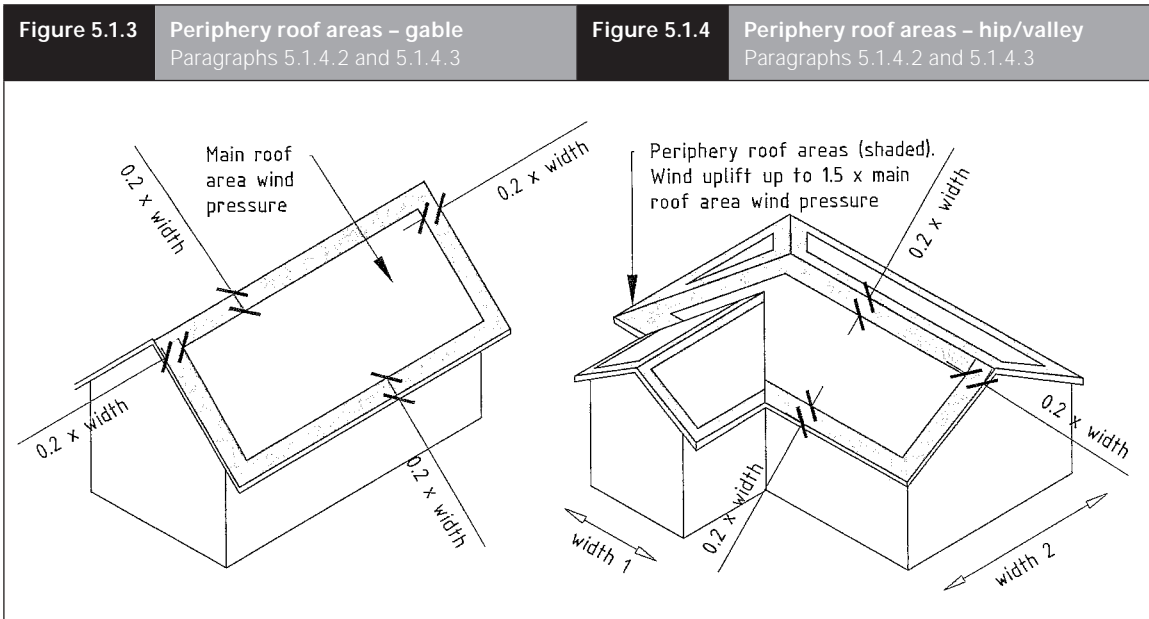 Figure 5.1.3
Periphery roof areas – gable
Paragraphs 5.1.4.2 and 5.1.4.3
Figure 5.1.4
Periphery roof areas – hip/valley
Paragraphs 5.1.4.2 and 5.1.4.3
Main roof
area wind
pressure
0.2 x width
0.2 x width
0.2 x width
0.2 x width
Periphery roof areas (shaded).
Wind uplift up to 1.5 x main
roof area wind pressure
0.2 x width
0.2 x width
0.2 x width
width 1
width 2